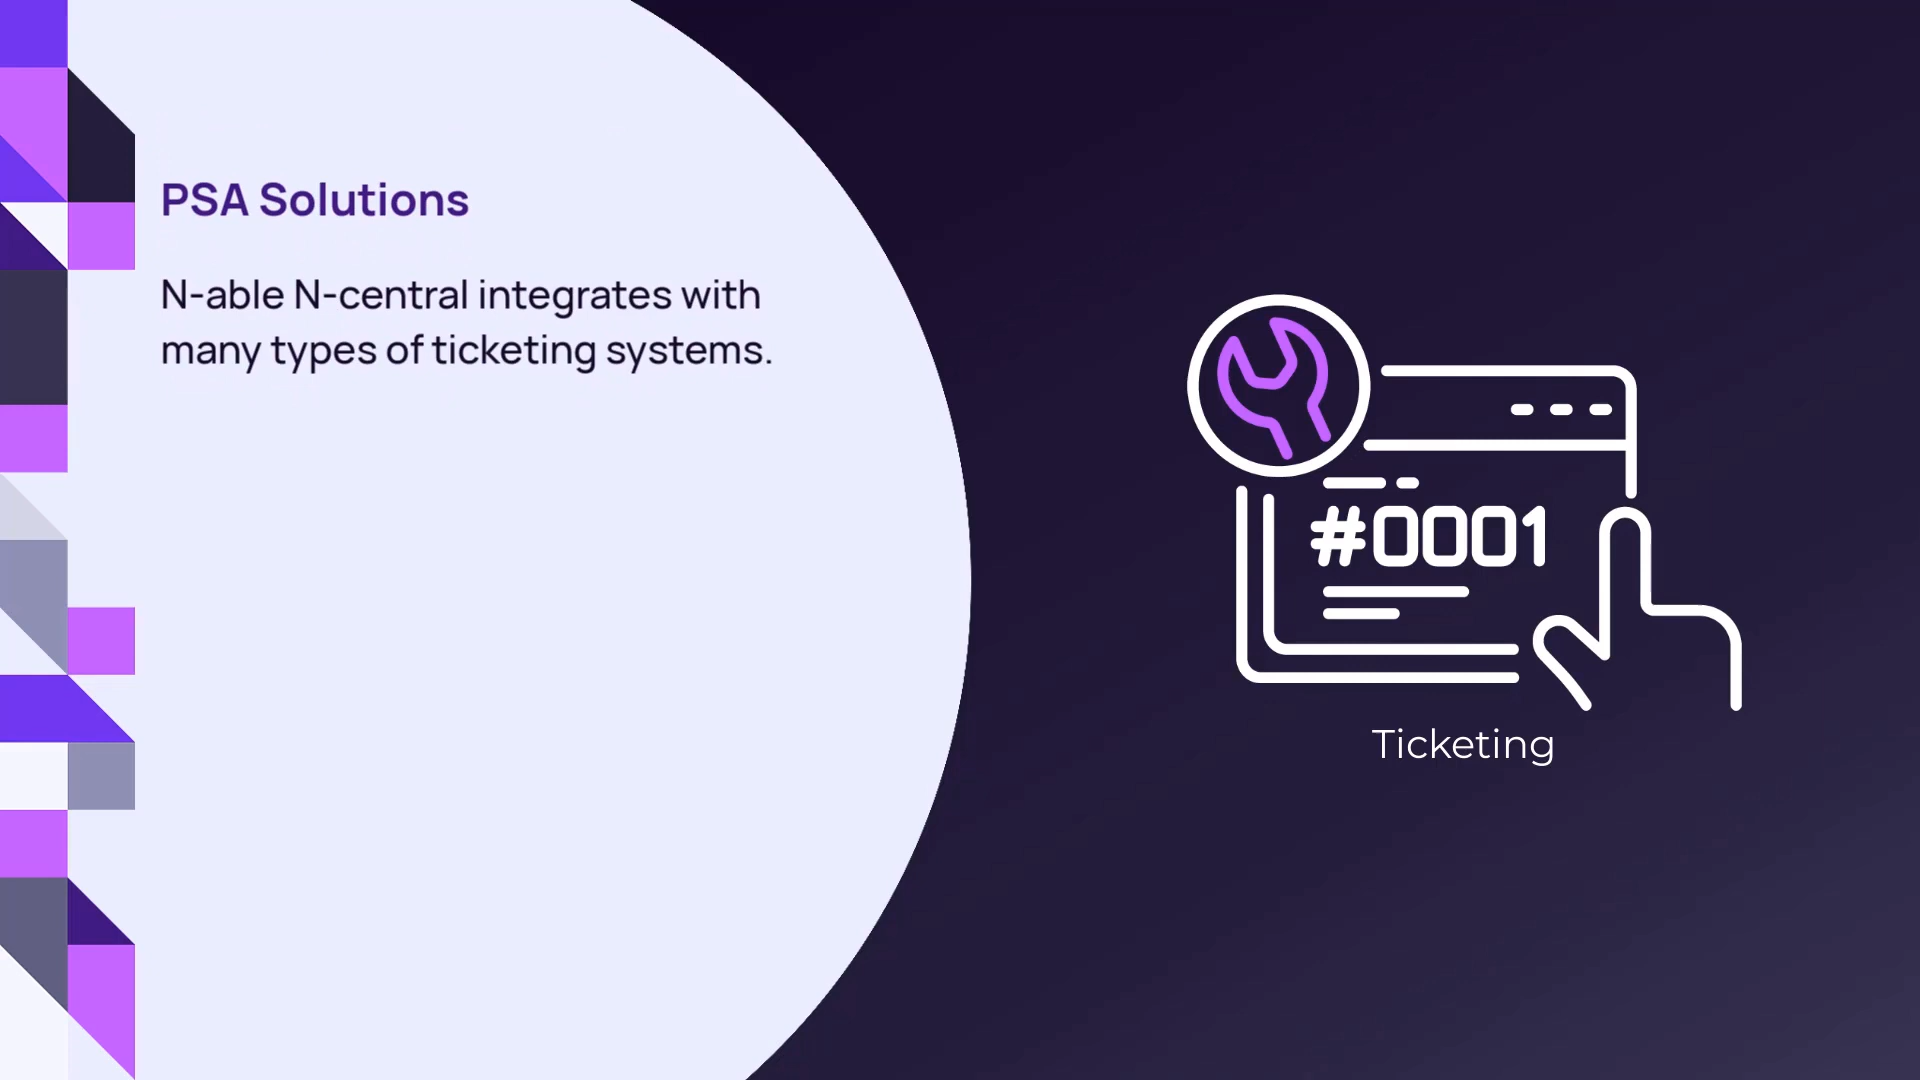 PSA Solutions
N-able N-central integrates with
many types of ticketing systems.
#0001
Ticketing